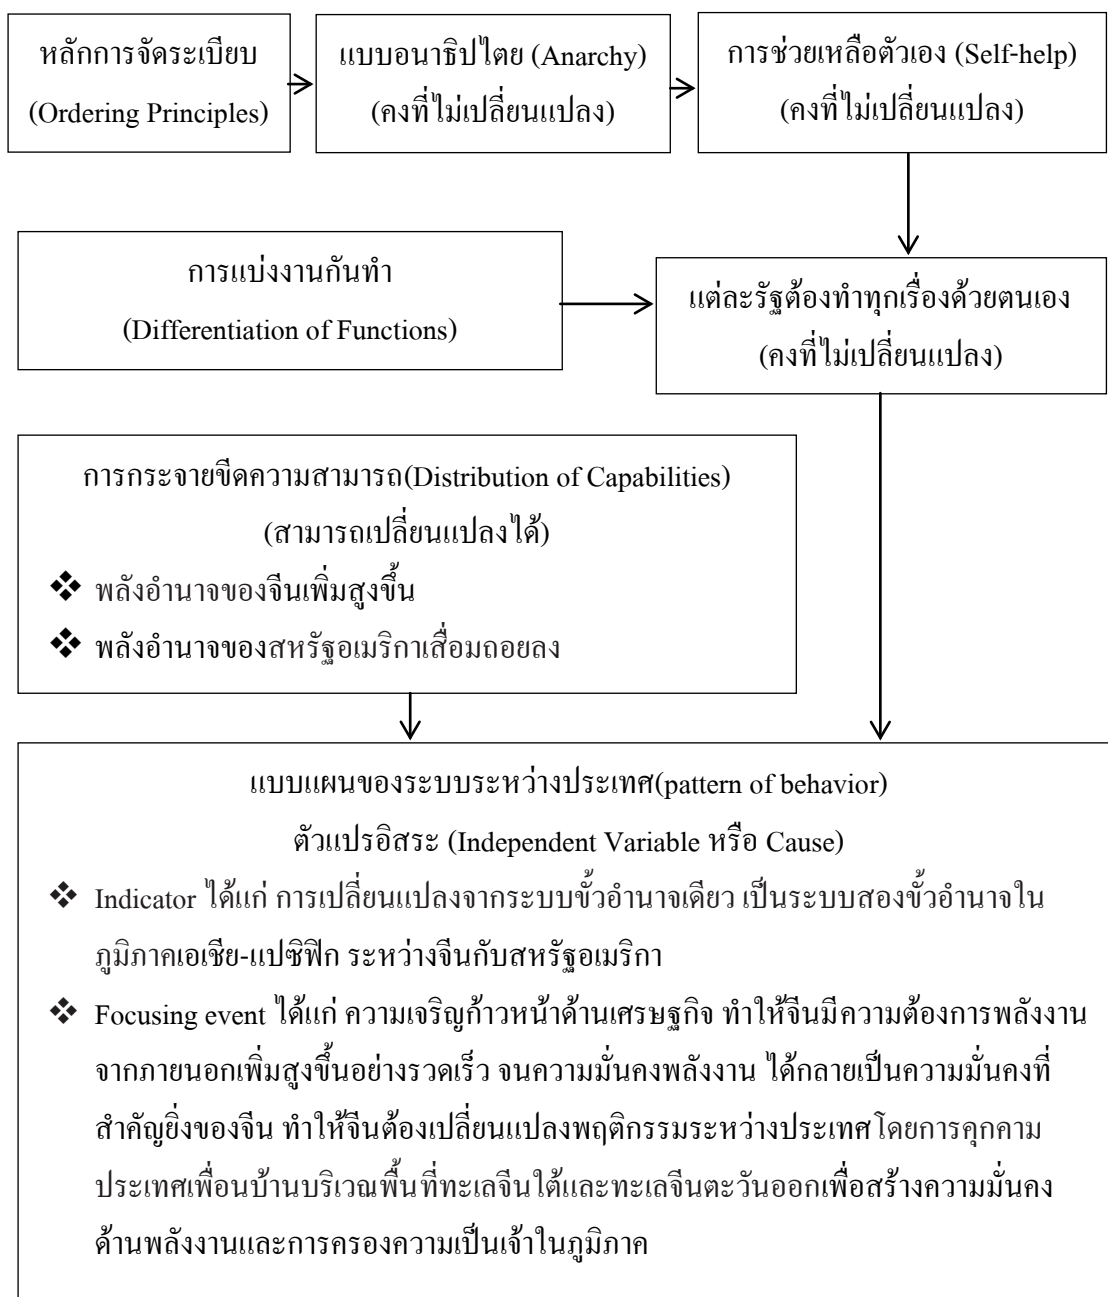 หลักการจัดระเบียบ
(Ordering Principles)
แบบอนาธิปไตย (Anarchy)
(คงที่ไม่เปลี่ยนแปลง)
การช่วยเหลือตัวเอง (Self-help)
(คงที่ไม่เปลี่ยนแปลง)
การแบ่งงานกันทำ
(Differentiation of Functions)
แต่ละรัฐต้องทำทุกเรื่องด้วยตนเอง
(คงที่ไม่เปลี่ยนแปลง)
การกระจายขีดความสามารถ(Distribution of Capabilities)
(สามารถเปลี่ยนแปลงได้)
❖ พลังอำนาจของจีนเพิ่มสูงขึ้น
❖ พลังอำนาจของสหรัฐอเมริกาเสื่อมถอยลง
แบบแผนของระบบระหว่างประเทศ(pattern of behavior)
ตัวแปรอิสระ (Independent Variable หรือ Cause)
❖ Indicator ได้แก่ การเปลี่ยนแปลงจากระบบขั้วอำนาจเดียว เป็นระบบสองขั้วอำนาจใน
ภูมิภาคเอเชีย-แปซิฟิก ระหว่างจีนกับสหรัฐอเมริกา
❖ Focusing event ได้แก่ ความเจริญก้าวหน้าด้านเศรษฐกิจ ทำให้จีนมีความต้องการพลังงาน
จากภายนอกเพิ่มสูงขึ้นอย่างรวดเร็ว จนความมั่นคงพลังงาน ได้กลายเป็นความมั่นคงที่
สำคัญยิ่งของจีน ทำให้จีนต้องเปลี่ยนแปลงพฤติกรรมระหว่างประเทศโดยการคุกคาม
ประเทศเพื่อนบ้านบริเวณพื้นที่ทะเลจีนใต้และทะเลจีนตะวันออกเพื่อสร้างความมั่นคง
ด้านพลังงานและการครองความเป็นเจ้าในภูมิภาค